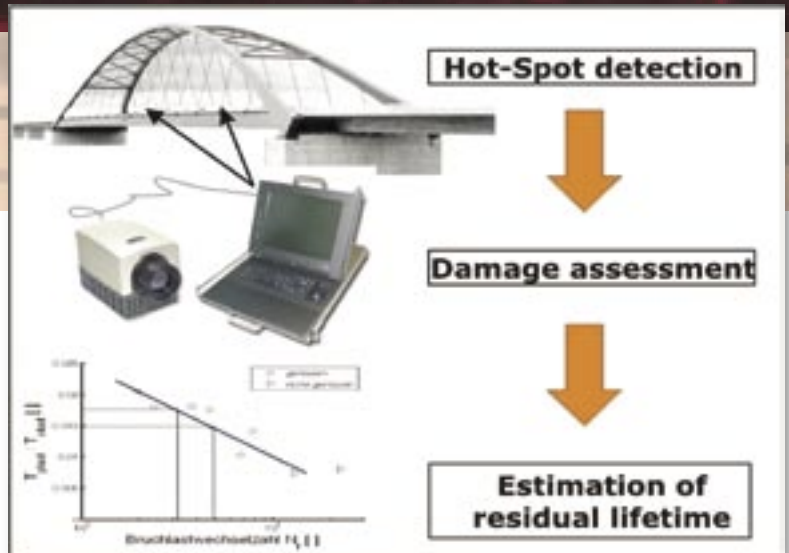 Hot-Spot detection
Damage assessment
Estimation of
residual lifetime
Bruchlastwechselzahl